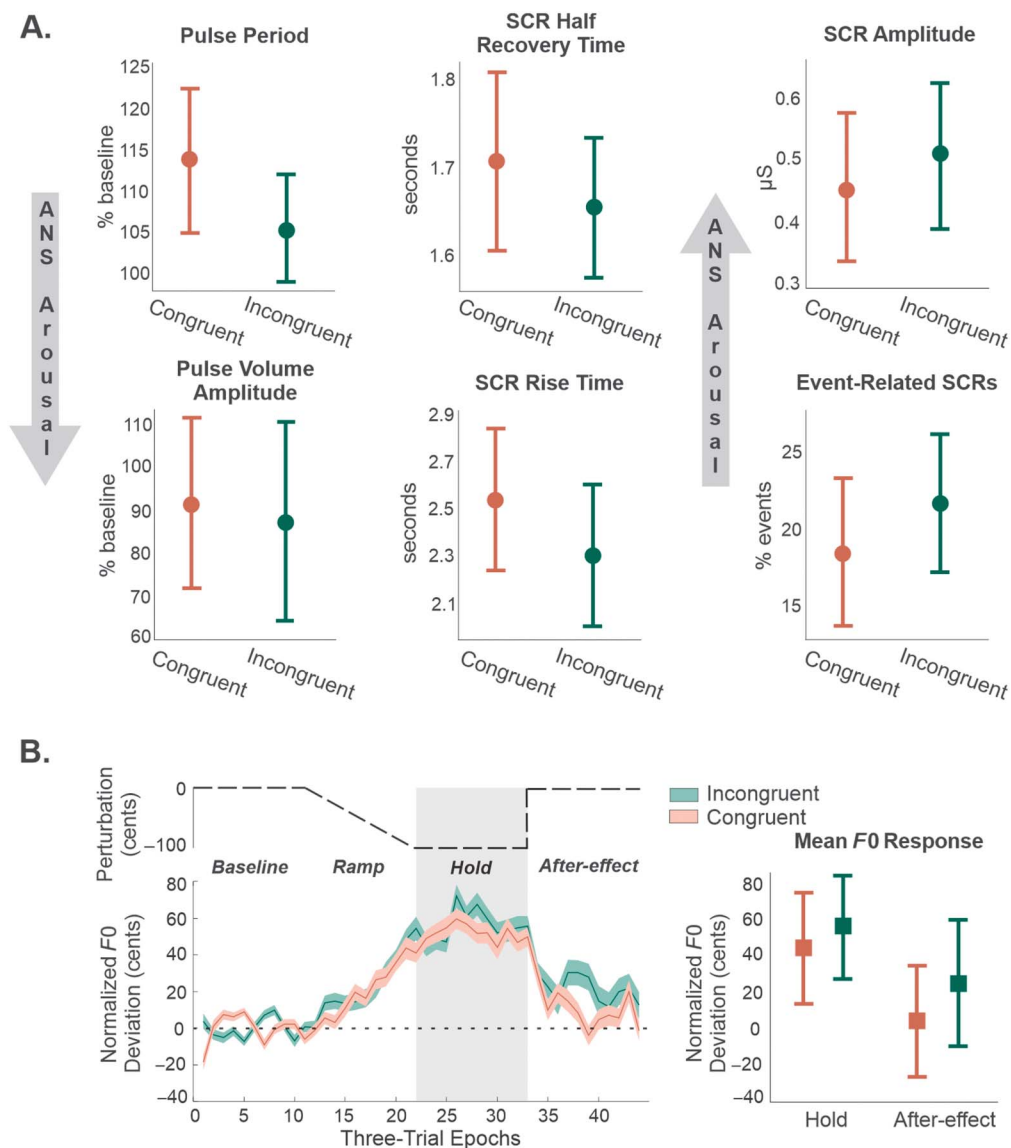 A.
Pulse Period
125
120
115
110
105
100
% baseline
Congruent
Incongruent
SCR Half
Recovery Time
1.8
1.7
1.6
seconds
Congruent
Incongruent
SCR Amplitude
0.6
0.5
0.4
0.3
µS
Congruent
Incongruent
ANS Arousal
ANS Arousal
Pulse Volume
Amplitude
110
100
90
80
70
60
% baseline
Congruent
Incongruent
SCR Rise Time
2.9
2.7
2.5
2.3
2.1
seconds
Congruent
Incongruent
Event-Related SCRs
25
20
15
% events
Congruent
Incongruent
B.
Perturbation
(cents)
0
−100
Baseline
Ramp
Hold
After-effect
Incongruent
Congruent
Normalized F0
Deviation (cents)
80
60
40
20
0
−20
−40
0 5 10 15 20 25 30 35 40
Three-Trial Epochs
Mean F0 Response
Normalized F0
Deviation (cents)
80
60
40
20
0
−20
−40
Hold
After-effect